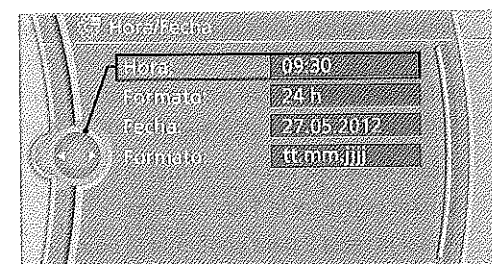 Hora/Fecha
Hora: 09:30
Formato: 24 h
Fecha: 27.05.2012
Formato: tt.mm.jjjj